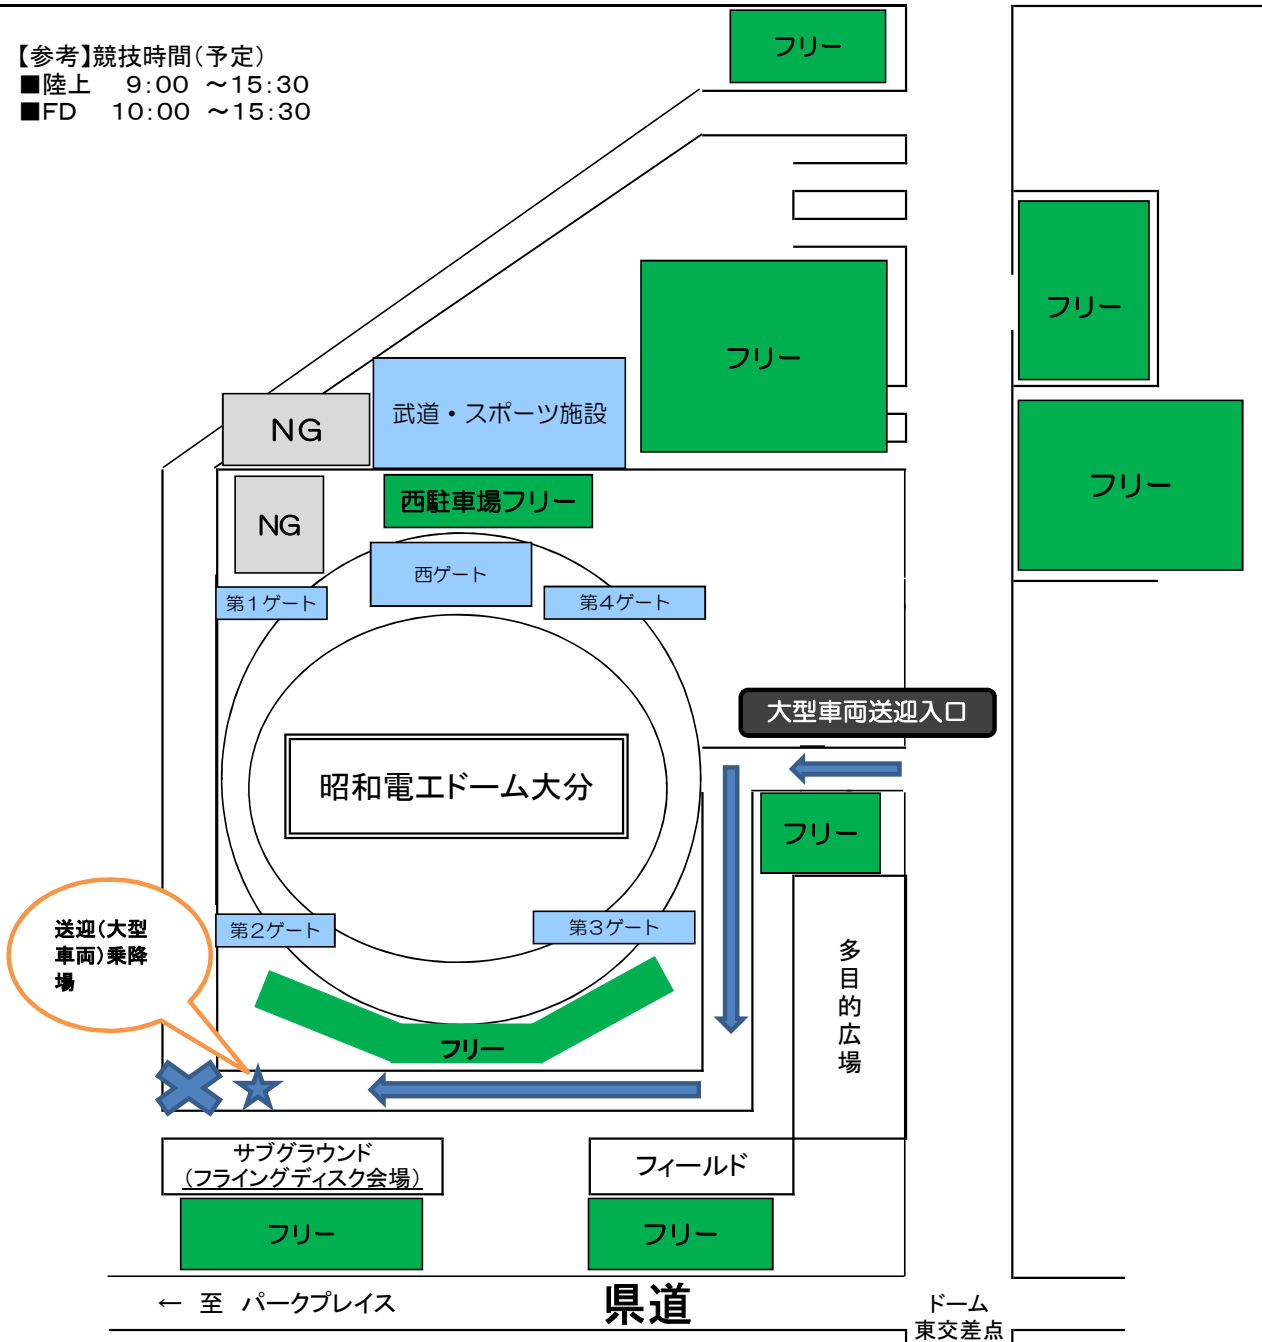 【参考】競技時間(予定)
■陸上　9:00 ～15:30
■FD　10:00 ～15:30
フリー
フリー
フリー
武道・スポーツ施設
NG
フリー
西駐車場フリー
NG
西ゲート
第1ゲート
第4ゲート
大型車両送迎入口
昭和電工ドーム大分
フリー
送迎(大型
車両)乗降
場
第2ゲート
第3ゲート
多目的広場
フリー
サブグラウンド
(フライングディスク会場)
フィールド
フリー
フリー
← 至 パークプレイス
県道
ドーム
東交差点